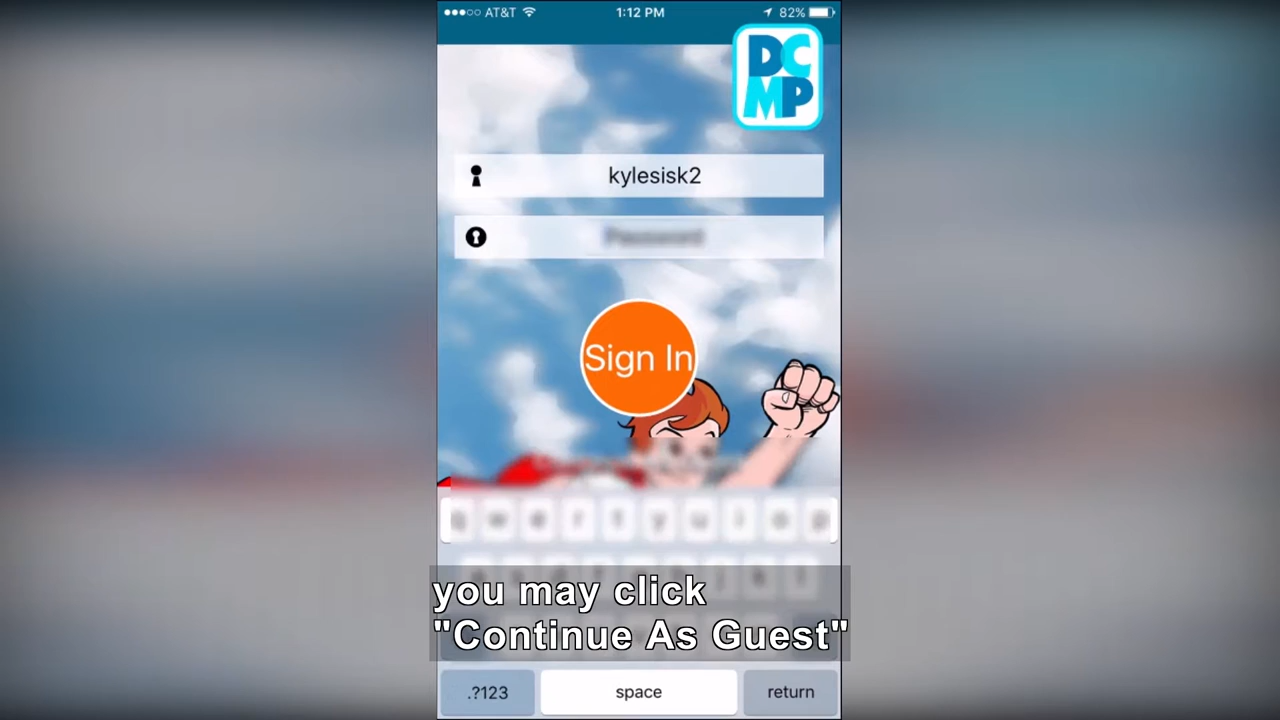 AT&T 1:12 PM 82%
DC
MP
kylesisk2
Password
Sign In
q w e r t y u i o p
you may click
"Continue As Guest"
.?123 space return